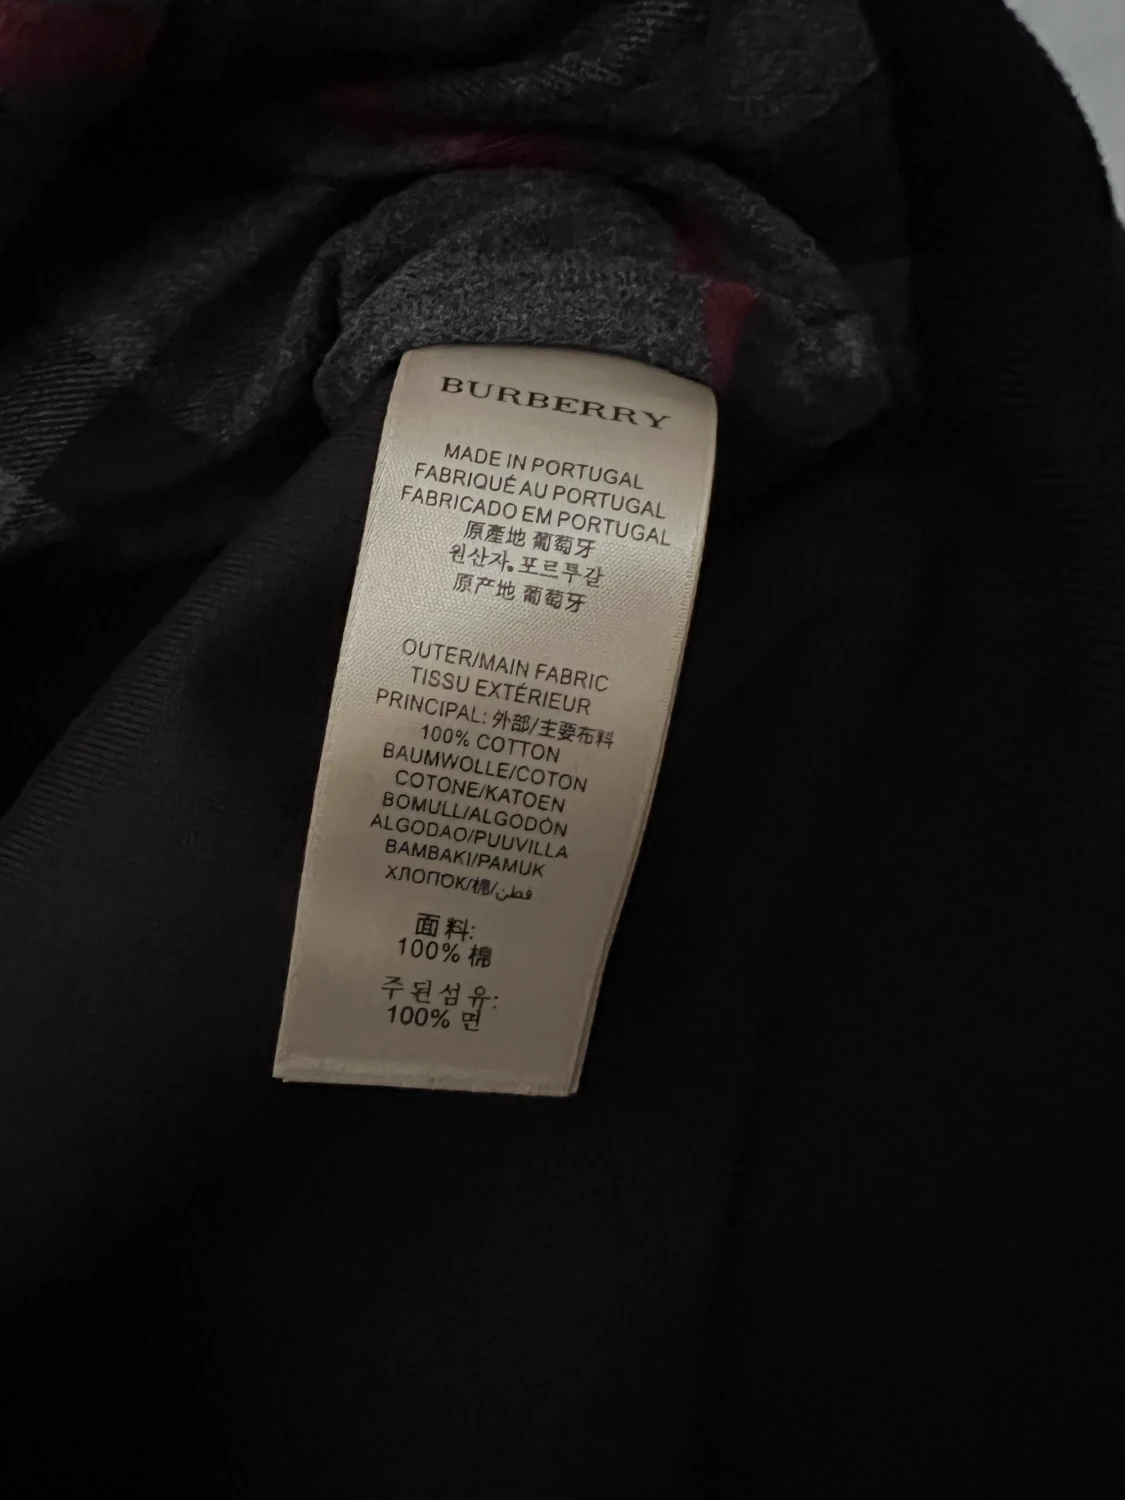 BURBERRY
MADE IN PORTUGAL
FABRIQUÉ AU PORTUGAL
FABRICADO EM PORTUGAL
原產地 葡萄牙
원산지. 포르투갈
原产地 葡萄牙
OUTER/MAIN FABRIC
TISSU EXTÉRIEUR
PRINCIPAL: 外部/主要布料
100% COTTON
BAUMWOLLE/COTON
COTONE/KATOEN
BOMULL/ALGODÓN
ALGODAO/PUUVILLA
BAMBAKI/PAMUK
ХЛОПОК/棉/قطن
面料:
100% 棉
주된섬유:
100% 면